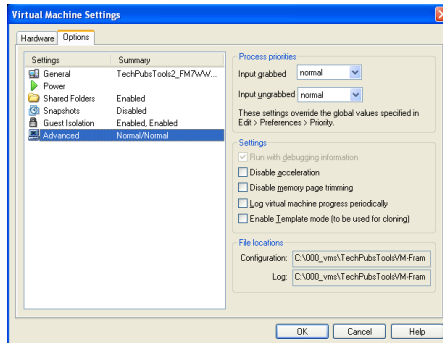 Virtual Machine Settings
Hardware Options
Settings Summary
General TechPubsTools2_FM7WW...
Power
Shared Folders Enabled
Snapshots Disabled
Guest Isolation Enabled, Enabled
Advanced Normal/Normal
Process priorities
Input grabbed normal
Input ungrabbed normal
These settings override the global values specified in
Edit > Preferences > Priority.
Settings
Run with debugging information
Disable acceleration
Disable memory page trimming
Log virtual machine progress periodically
Enable Template mode (to be used for cloning)
File locations
Configuration: C:\000_vms\TechPubsToolsVM-Fram
Log: C:\000_vms\TechPubsToolsVM-Fram
OK Cancel Help